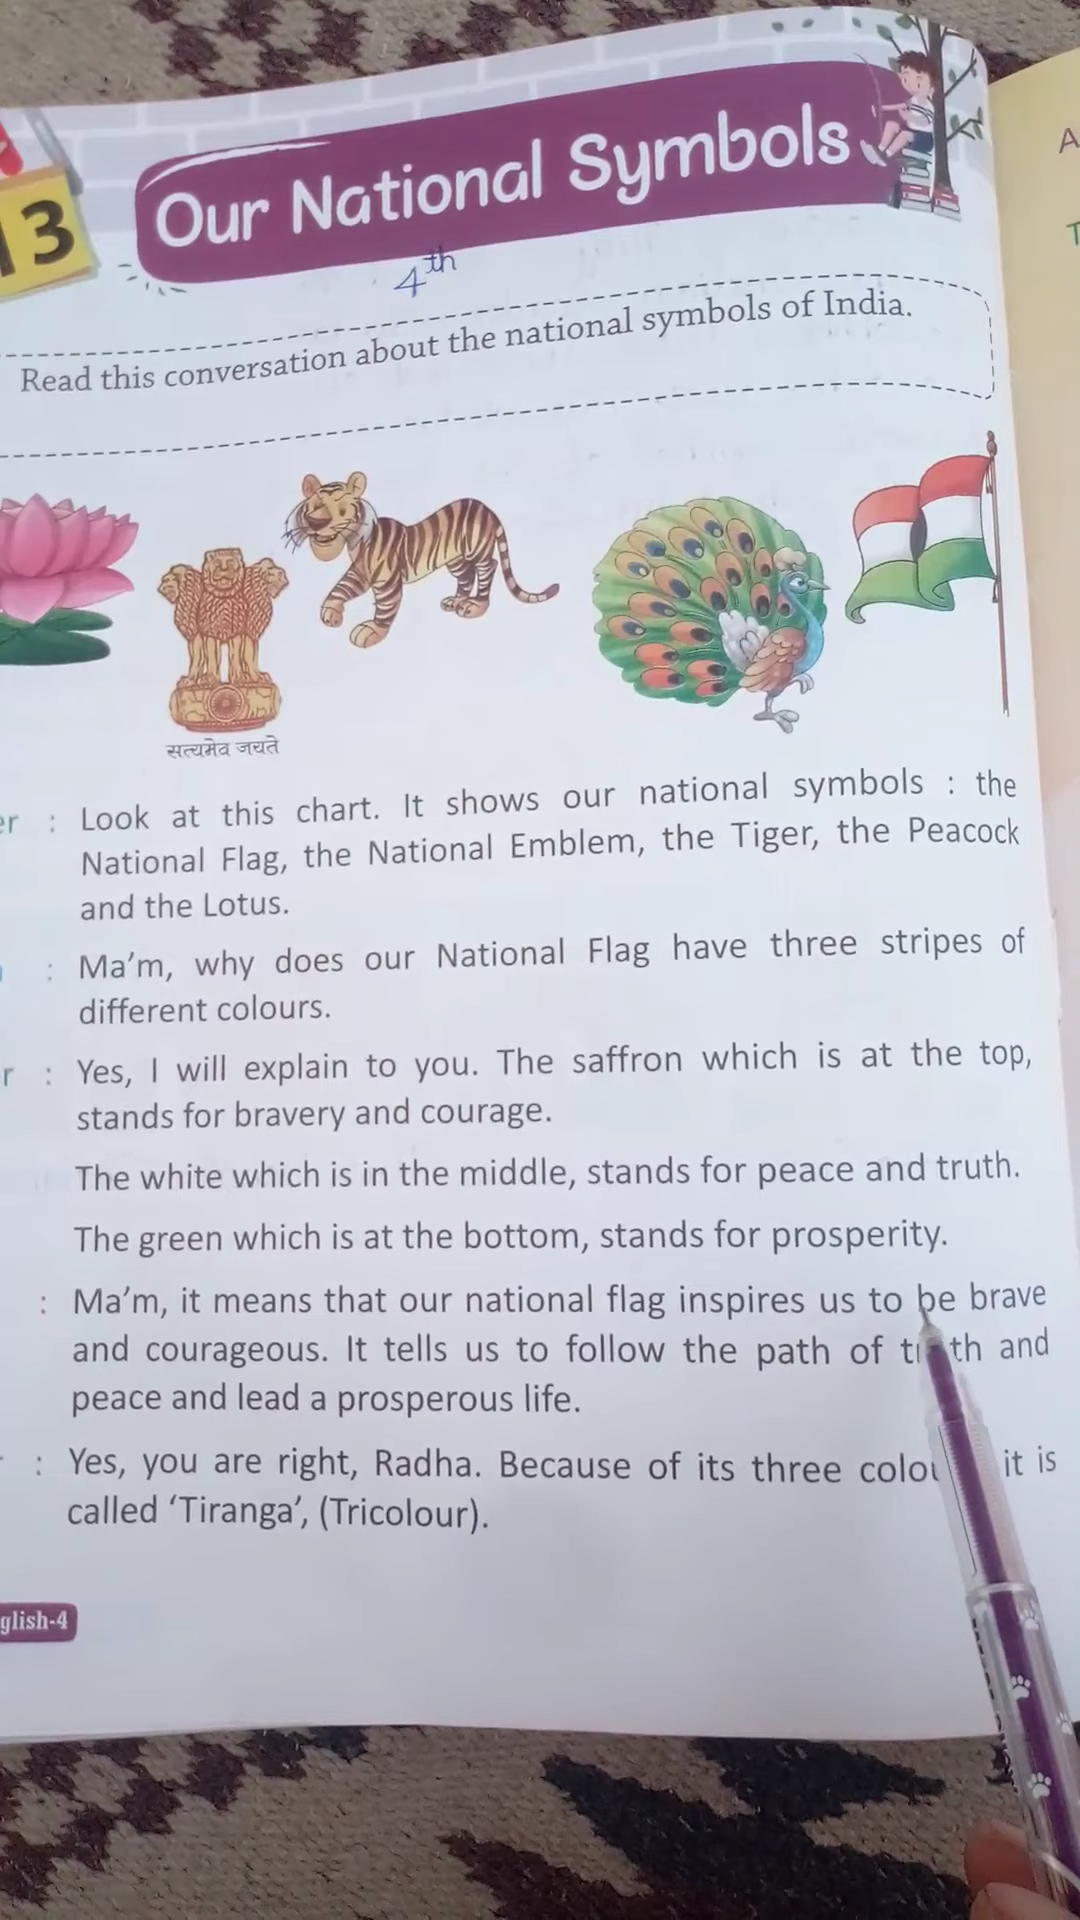 13
Our National Symbols
4th
Read this conversation about the national symbols of India.
सत्यमेव जयते
: Look at this chart. It shows our national symbols : the
National Flag, the National Emblem, the Tiger, the Peacock
and the Lotus.
: Ma'm, why does our National Flag have three stripes of
different colours.
: Yes, I will explain to you. The saffron which is at the top,
stands for bravery and courage.
The white which is in the middle, stands for peace and truth.
The green which is at the bottom, stands for prosperity.
: Ma'm, it means that our national flag inspires us to be brave
and courageous. It tells us to follow the path of truth and
peace and lead a prosperous life.
: Yes, you are right, Radha. Because of its three it is
called 'Tiranga', (Tricolour).
glish-4